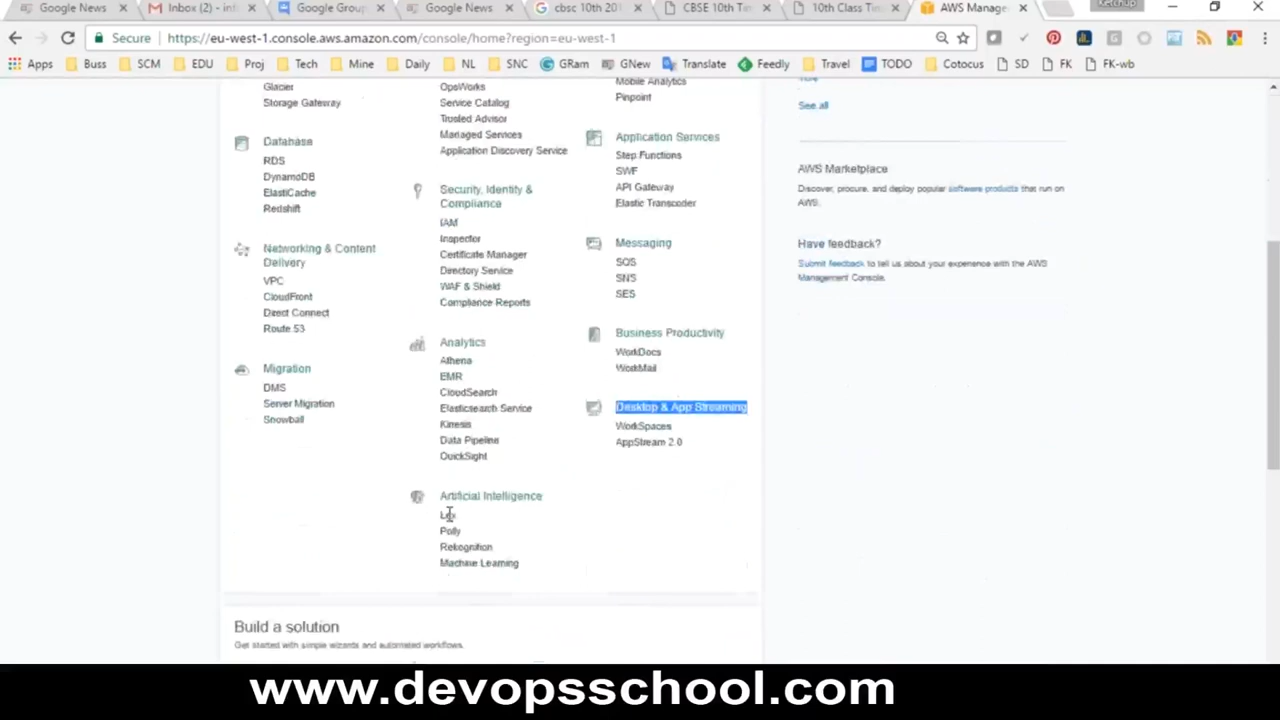 Google News
Inbox (2) - inf
Google Group
Google News
cbsc 10th 201
CBSE 10th Tim
10th Class Tim
AWS Manage
Ketchup
Secure
https://eu-west-1.console.aws.amazon.com/console/home?region=eu-west-1
Apps
Buss
SCM
EDU
Proj
Tech
Mine
Daily
NL
SNC
GRam
GNew
Translate
Feedly
Travel
TODO
Cotocus
SD
FK
FK-wb
Glacier
Storage Gateway
Database
RDS
DynamoDB
ElastiCache
Redshift
Networking & Content
Delivery
VPC
CloudFront
Direct Connect
Route 53
Migration
DMS
Server Migration
Snowball
OpsWorks
Service Catalog
Trusted Advisor
Managed Services
Application Discovery Service
Security, Identity &
Compliance
IAM
Inspector
Certificate Manager
Directory Service
WAF & Shield
Compliance Reports
Analytics
Athena
EMR
CloudSearch
Elasticsearch Service
Kinesis
Data Pipeline
QuickSight
Artificial Intelligence
Lex
Polly
Rekognition
Machine Learning
Mobile Analytics
Pinpoint
Application Services
Step Functions
SWF
API Gateway
Elastic Transcoder
Messaging
SQS
SNS
SES
Business Productivity
WorkDocs
WorkMail
Desktop & App Streaming
WorkSpaces
AppStream 2.0
See all
AWS Marketplace
Discover, procure, and deploy popular software products that run on
AWS.
Have feedback?
Submit feedback to tell us about your experience with the AWS
Management Console.
Build a solution
Get started with simple wizards and automated workflows.
www.devopsschool.com